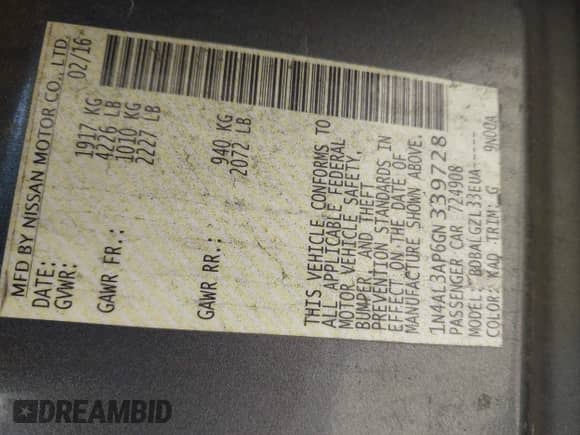 MFD BY NISSAN MOTOR CO., LTD.
DATE: 02/16
GVWR: 1917 KG
4226 LB
GAWR FR.: 1010 KG
2227 LB
GAWR RR.: 940 KG
2072 LB
THIS VEHICLE CONFORMS TO
ALL APPLICABLE FEDERAL
MOTOR VEHICLE SAFETY,
BUMPER, AND THEFT
PREVENTION STANDARDS IN
EFFECT ON THE DATE OF
MANUFACTURE SHOWN ABOVE.
1N4AL3AP6GN339728
PASSENGER CAR 724908
MODEL: BDBALGZL33EUA-----
COLOR: KAD TRIM: G 9N00A
DREAMBID